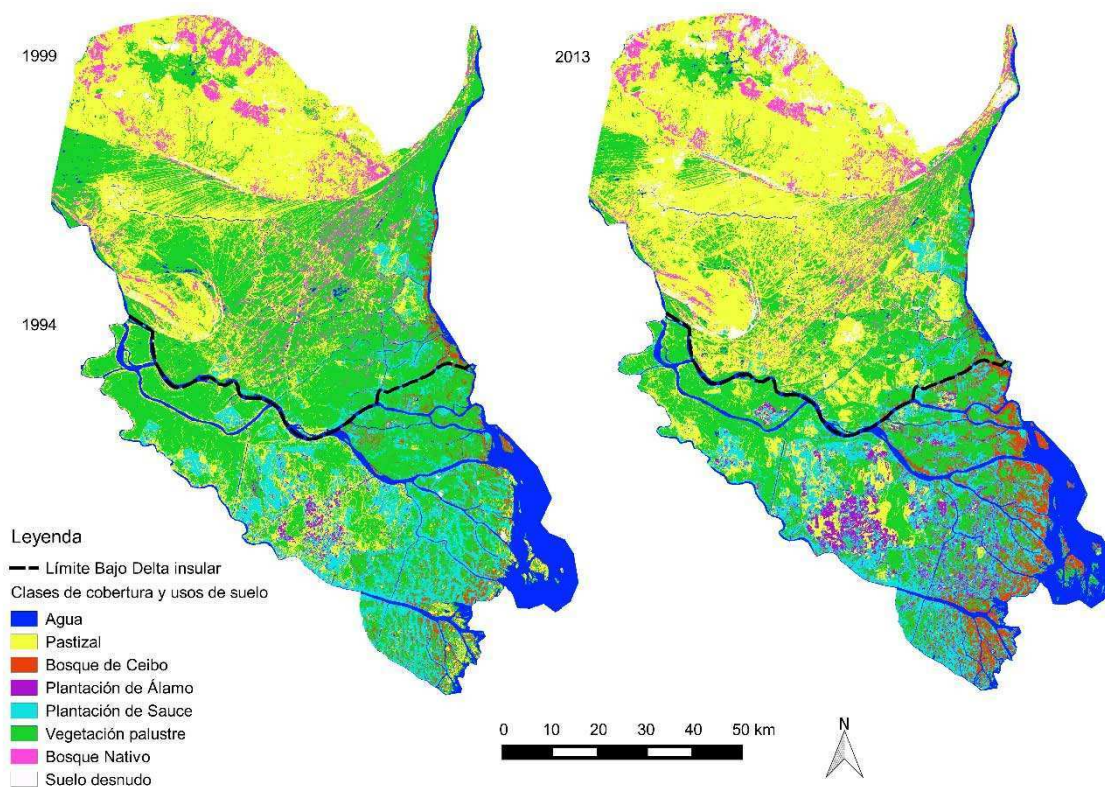 1999
2013
1994
Leyenda
Límite Bajo Delta insular
Clases de cobertura y usos de suelo
Agua
Pastizal
Bosque de Ceibo
Plantación de Álamo
Plantación de Sauce
Vegetación palustre
Bosque Nativo
Suelo desnudo
0 10 20 30 40 50 km
N